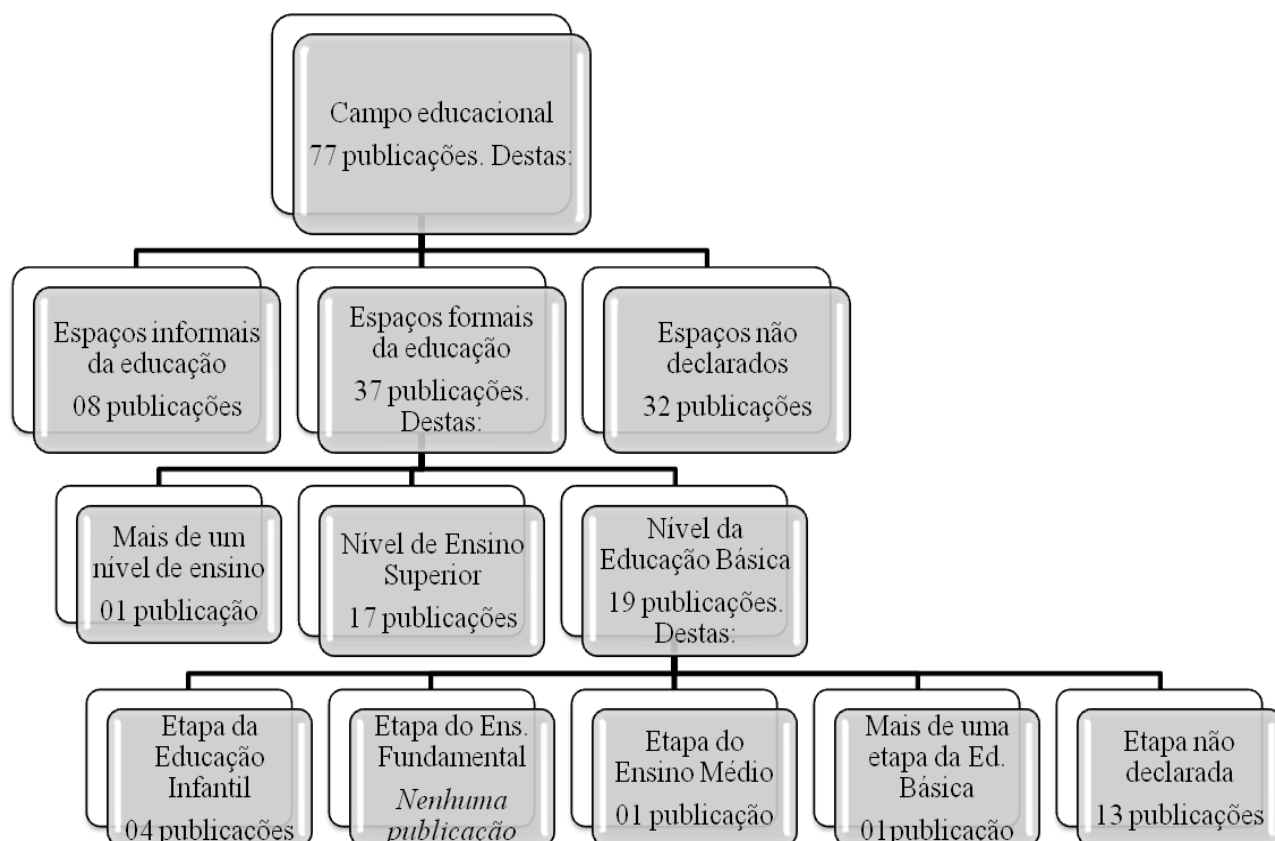 Campo educacional
77 publicações. Destas:
Espaços informais
da educação
08 publicações
Espaços formais
da educação
37 publicações.
Destas:
Espaços não
declarados
32 publicações
Mais de um
nível de ensino
01 publicação
Nível de Ensino
Superior
17 publicações
Nível da
Educação Básica
19 publicações.
Destas:
Etapa da
Educação
Infantil
04 publicações
Etapa do Ens.
Fundamental
Nenhuma
publicação
Etapa do
Ensino Médio
01 publicação
Mais de uma
etapa da Ed.
Básica
01publicação
Etapa não
declarada
13 publicações